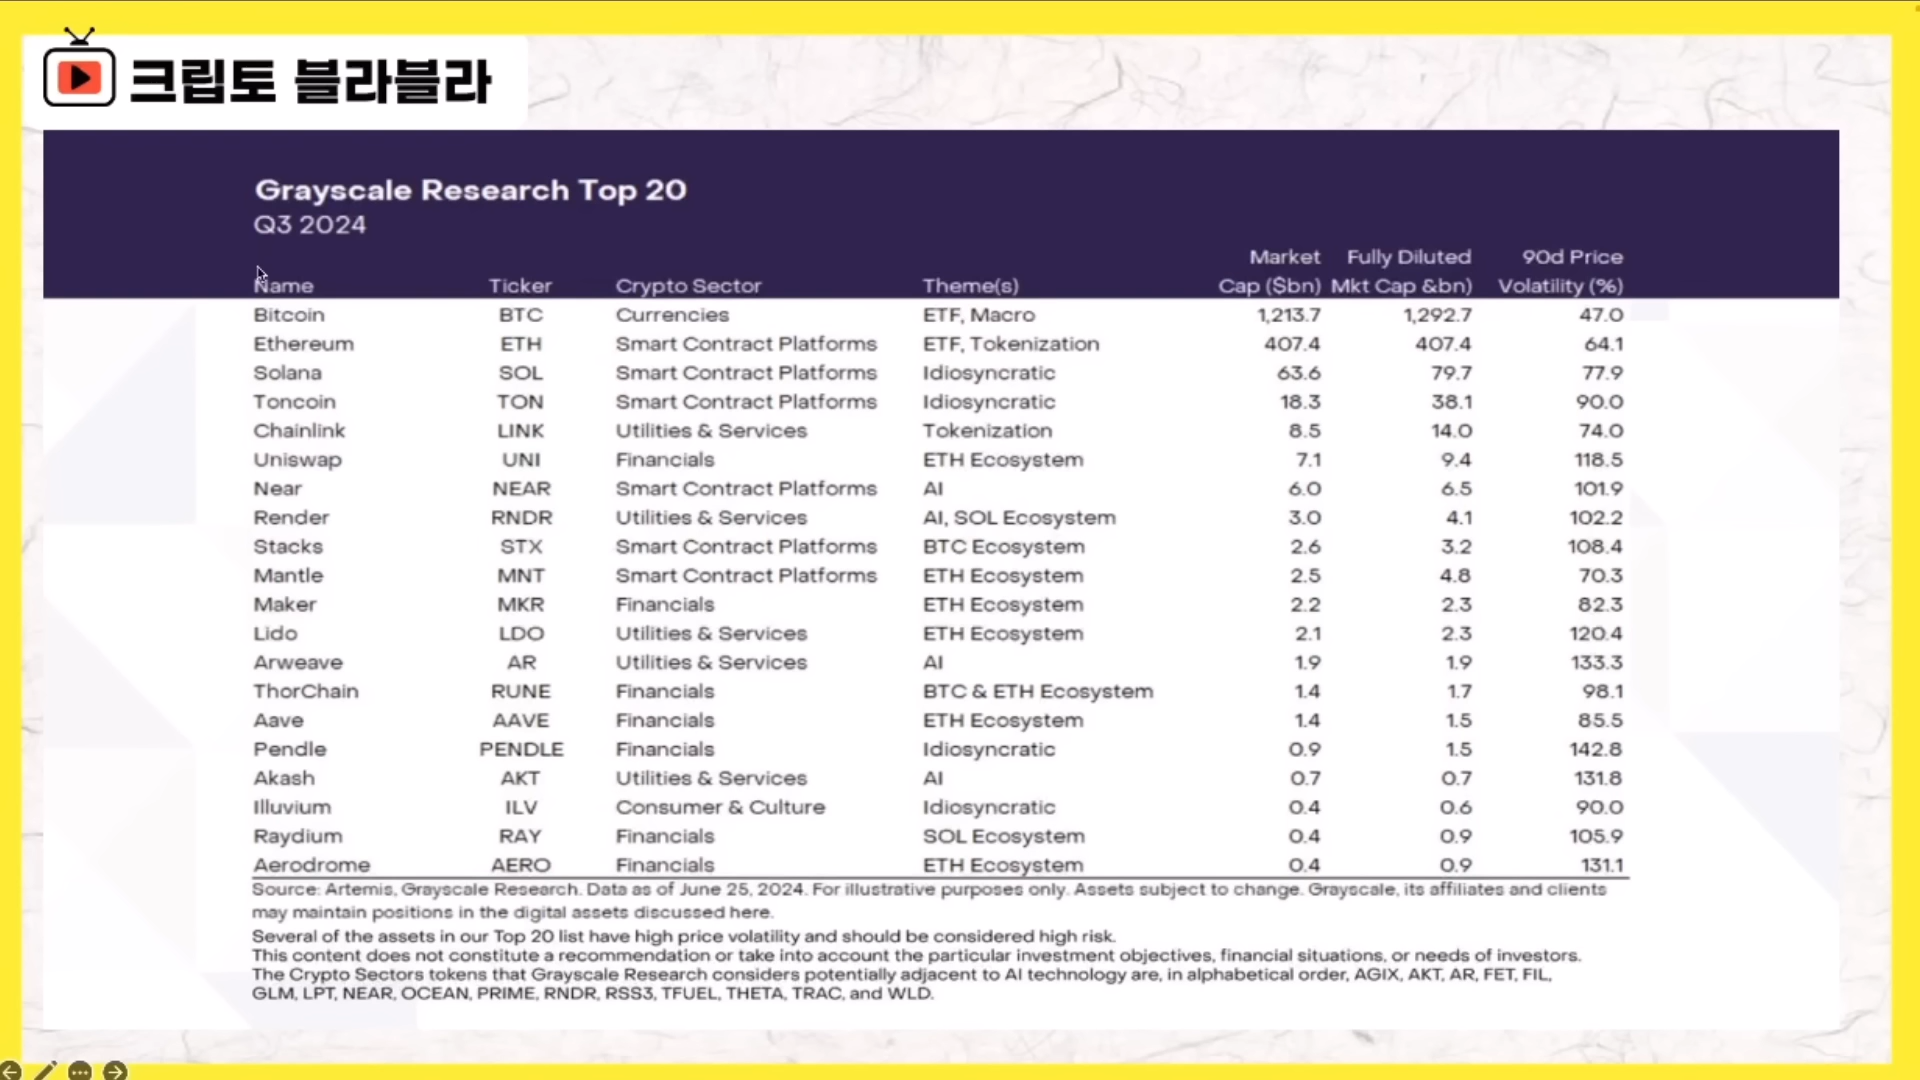 크립토 블라블라
Grayscale Research Top 20
Q3 2024
Market Fully Diluted 90d Price
Name Ticker Crypto Sector Theme(s) Cap ($bn) Mkt Cap &bn) Volatility (%)
Bitcoin BTC Currencies ETF, Macro 1,213.7 1,292.7 47.0
Ethereum ETH Smart Contract Platforms ETF, Tokenization 407.4 407.4 64.1
Solana SOL Smart Contract Platforms Idiosyncratic 63.6 79.7 77.9
Toncoin TON Smart Contract Platforms Idiosyncratic 18.3 38.1 90.0
Chainlink LINK Utilities & Services Tokenization 8.5 14.0 74.0
Uniswap UNI Financials ETH Ecosystem 7.1 9.4 118.5
Near NEAR Smart Contract Platforms AI 6.0 6.5 101.9
Render RNDR Utilities & Services AI, SOL Ecosystem 3.0 4.1 102.2
Stacks STX Smart Contract Platforms BTC Ecosystem 2.6 3.2 108.4
Mantle MNT Smart Contract Platforms ETH Ecosystem 2.5 4.8 70.3
Maker MKR Financials ETH Ecosystem 2.2 2.3 82.3
Lido LDO Utilities & Services ETH Ecosystem 2.1 2.3 120.4
Arweave AR Utilities & Services AI 1.9 1.9 133.3
ThorChain RUNE Financials BTC & ETH Ecosystem 1.4 1.7 98.1
Aave AAVE Financials ETH Ecosystem 1.4 1.5 85.5
Pendle PENDLE Financials Idiosyncratic 0.9 1.5 142.8
Akash AKT Utilities & Services AI 0.7 0.7 131.8
Illuvium ILV Consumer & Culture Idiosyncratic 0.4 0.6 90.0
Raydium RAY Financials SOL Ecosystem 0.4 0.9 105.9
Aerodrome AERO Financials ETH Ecosystem 0.4 0.9 131.1
Source: Artemis, Grayscale Research. Data as of June 25, 2024. For illustrative purposes only. Assets subject to change. Grayscale, its affiliates and clients
may maintain positions in the digital assets discussed here.
Several of the assets in our Top 20 list have high price volatility and should be considered high risk.
This content does not constitute a recommendation or take into account the particular investment objectives, financial situations, or needs of investors.
The Crypto Sectors tokens that Grayscale Research considers potentially adjacent to AI technology are, in alphabetical order, AGIX, AKT, AR, FET, FIL,
GLM, LPT, NEAR, OCEAN, PRIME, RNDR, RSS3, TFUEL, THETA, TRAC, and WLD.